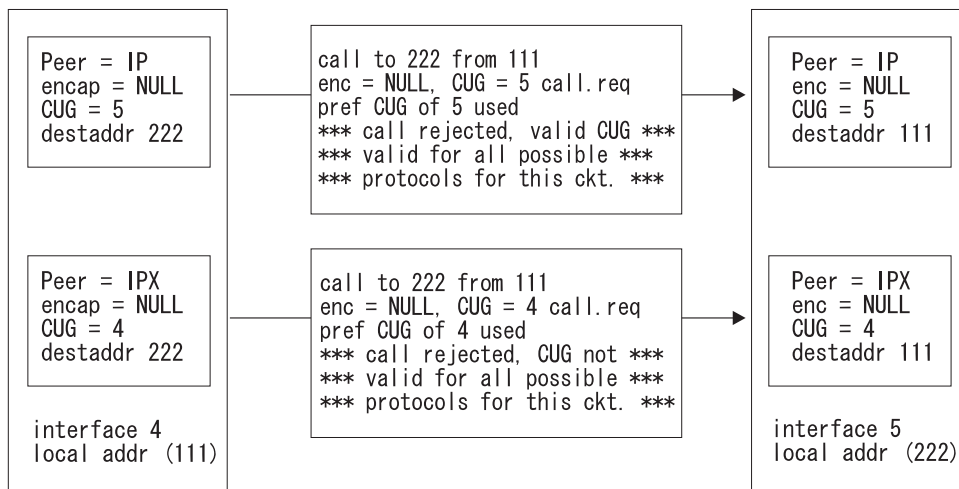 Peer = IP
encap = NULL
CUG = 5
destaddr 222
call to 222 from 111
enc = NULL, CUG = 5 call.req
pref CUG of 5 used
*** call rejected, valid CUG ***
*** valid for all possible ***
*** protocols for this ckt. ***
Peer = IP
enc = NULL
CUG = 5
destaddr 111
Peer = IPX
encap = NULL
CUG = 4
destaddr 222
call to 222 from 111
enc = NULL, CUG = 4 call.req
pref CUG of 4 used
*** call rejected, CUG not ***
*** valid for all possible ***
*** protocols for this ckt. ***
Peer = IPX
enc = NULL
CUG = 4
destaddr 111
interface 4
local addr (111)
interface 5
local addr (222)